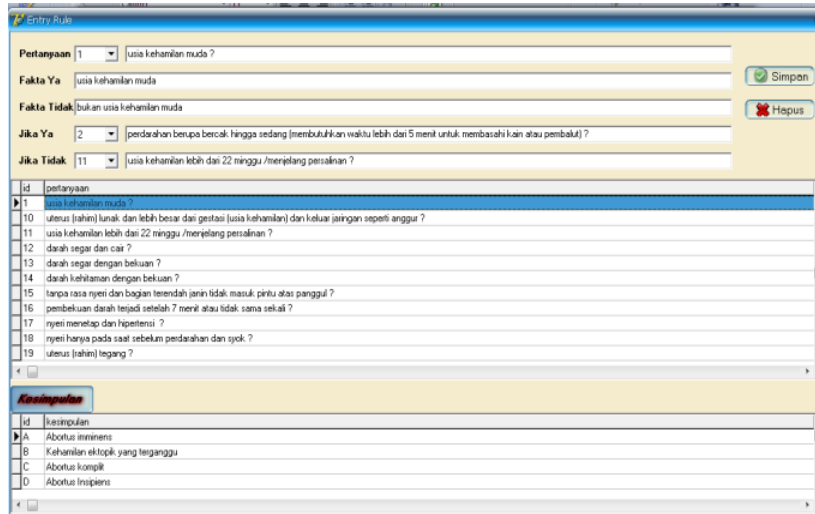 Entry Rule
Pertanyaan 1 usia kehamilan muda ?
Fakta Ya usia kehamilan muda
Simpan
Fakta Tidak bukan usia kehamilan muda
Hapus
Jika Ya 2 perdarahan berupa bercak hingga sedang (membutuhkan waktu lebih dari 5 menit untuk membasahi kain atau pembalut) ?
Jika Tidak 11 usia kehamilan lebih dari 22 minggu /menjelang persalinan ?
id pertanyaan
1 usia kehamilan muda ?
10 uterus (rahim) lunak dan lebih besar dari gestasi (usia kehamilan) dan keluar jaringan seperti anggur ?
11 usia kehamilan lebih dari 22 minggu /menjelang persalinan ?
12 darah segar dan cair ?
13 darah segar dengan bekuan ?
14 darah kehitaman dengan bekuan ?
15 tanpa rasa nyeri dan bagian terendah janin tidak masuk pintu atas panggul ?
16 pembekuan darah terjadi setelah 7 menit atau tidak sama sekali ?
17 nyeri menetap dan hipertensi ?
18 nyeri hanya pada saat sebelum perdarahan dan syok ?
19 uterus (rahim) tegang ?
Kesimpulan
id kesimpulan
A Abortus imminens
B Kehamilan ektopik yang terganggu
C Abortus komplit
D Abortus Insipiens